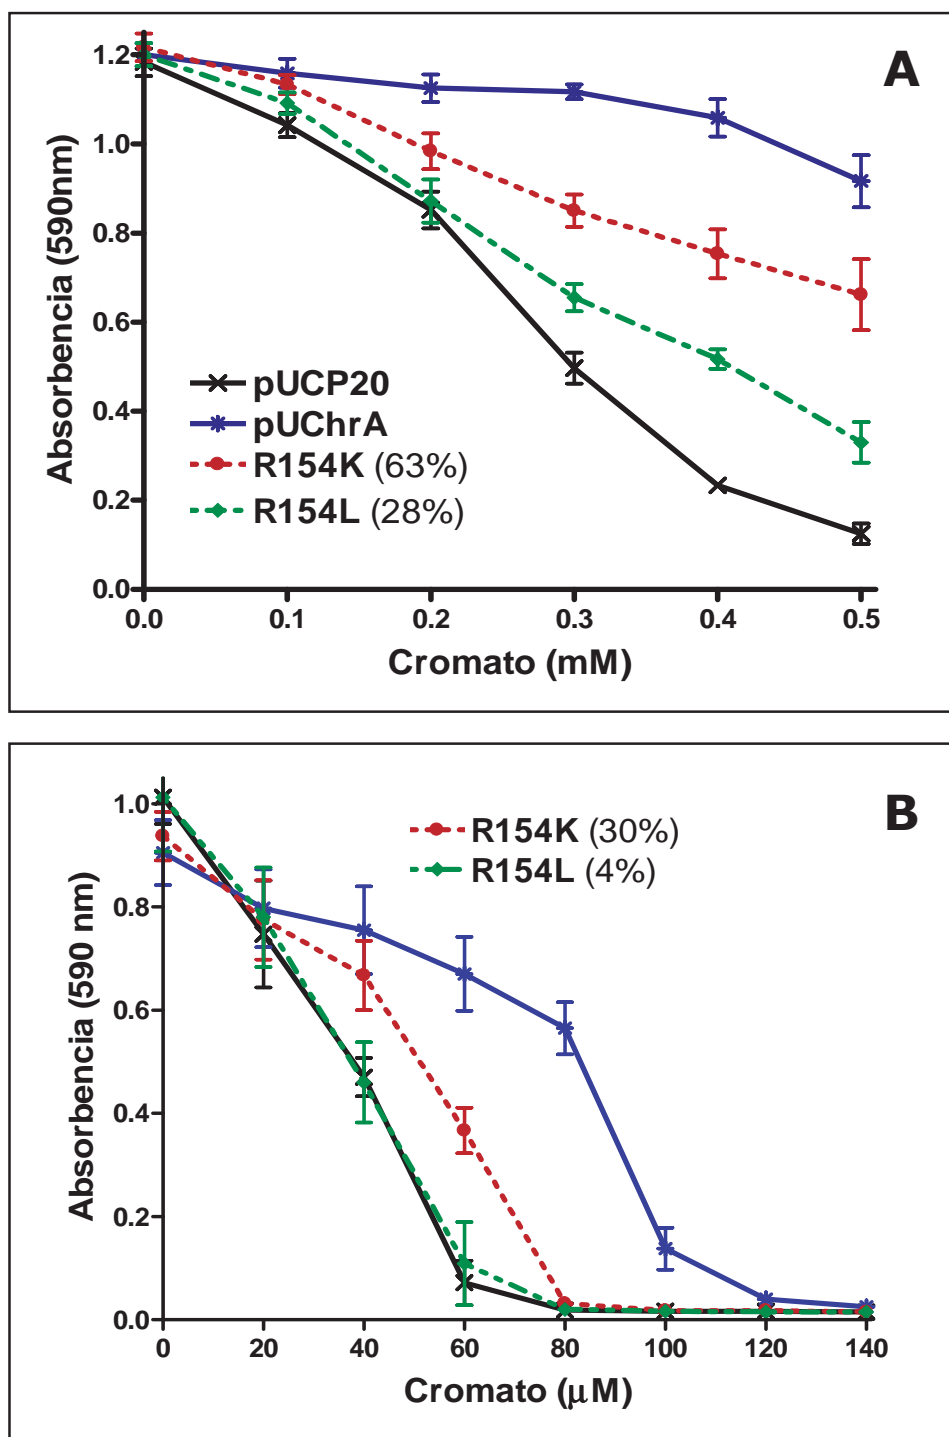 A
1.2
1.0
0.8
0.6
0.4
0.2
0.0
Absorbencia (590nm)
pUCP20
pUChrA
R154K (63%)
R154L (28%)
0.0 0.1 0.2 0.3 0.4 0.5
Cromato (mM)
B
1.0
0.8
0.6
0.4
0.2
0.0
Absorbencia (590 nm)
R154K (30%)
R154L (4%)
0 20 40 60 80 100 120 140
Cromato (μM)